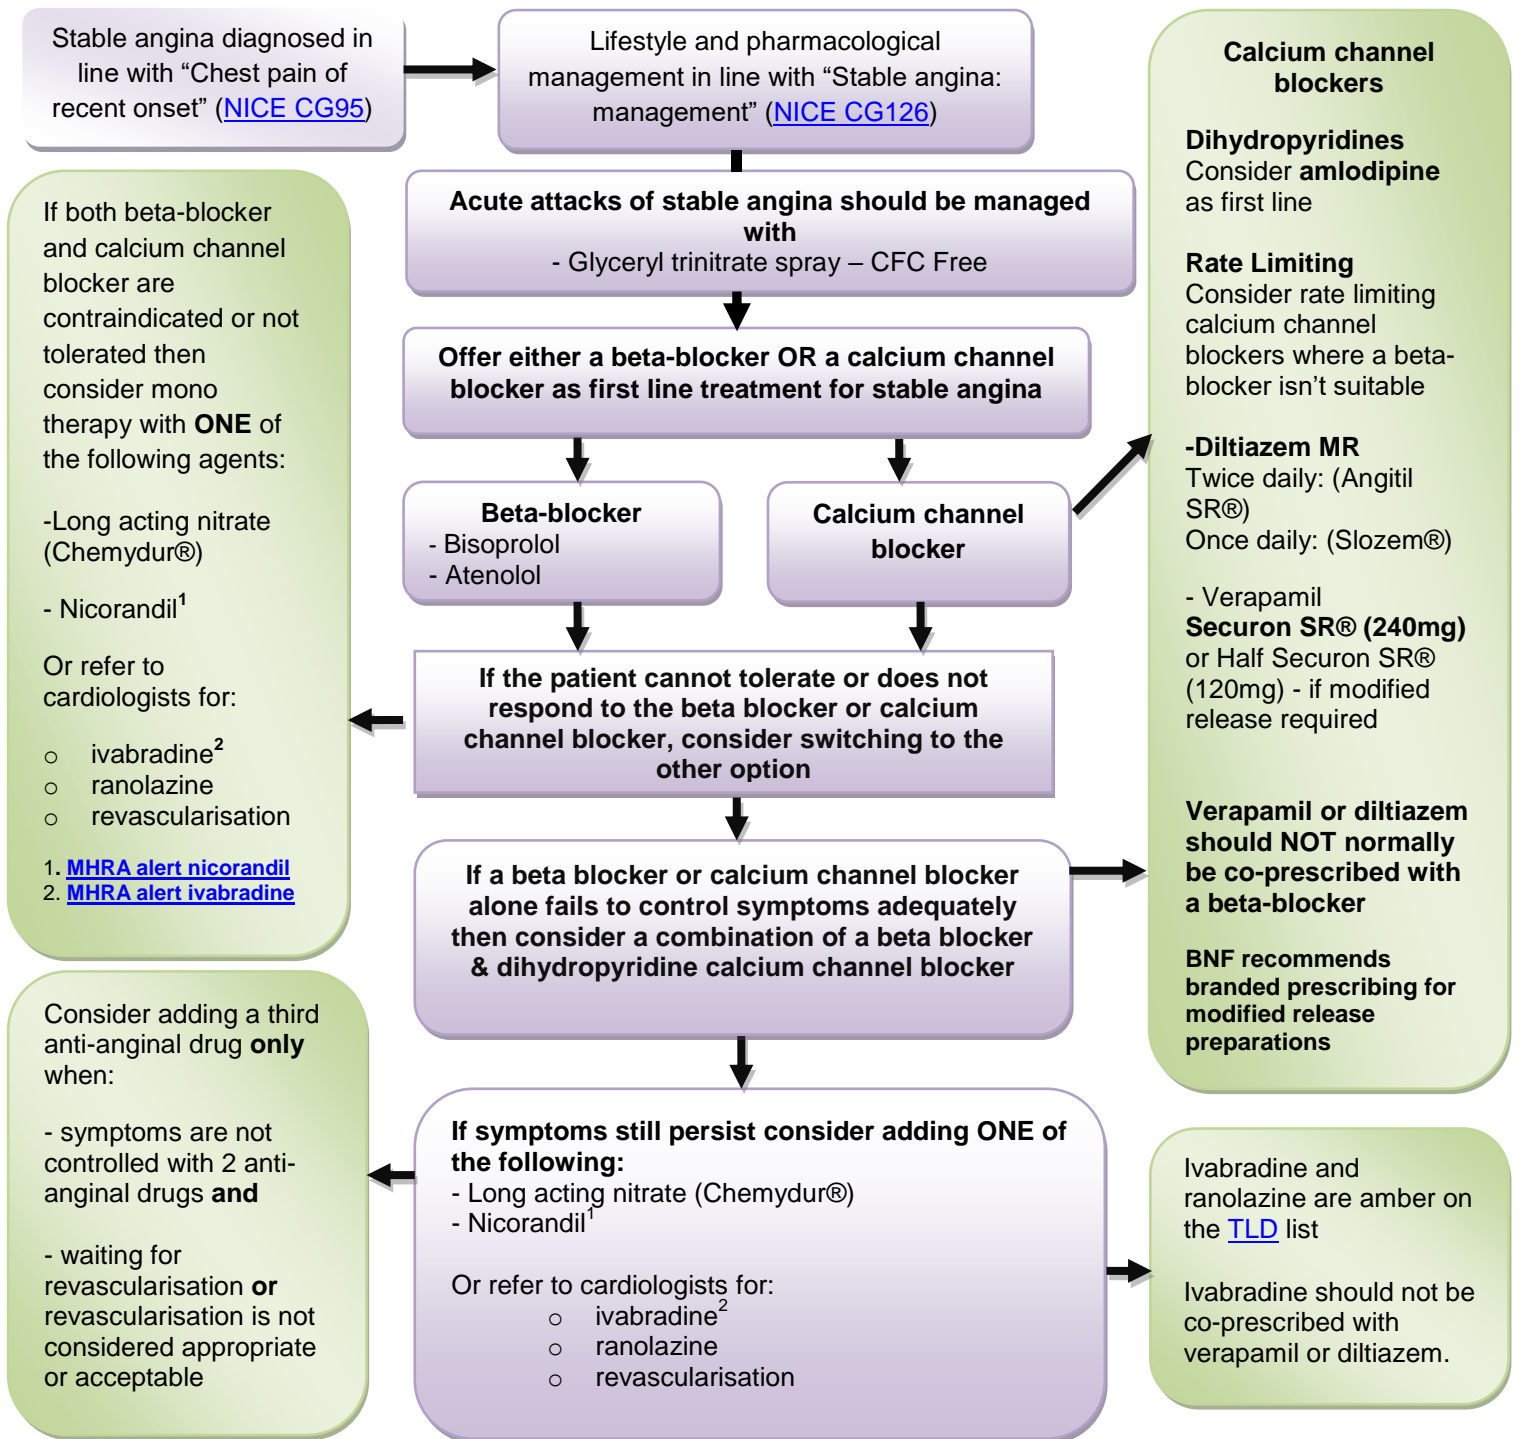 Stable angina diagnosed in
line with “Chest pain of
recent onset” (NICE CG95)
Lifestyle and pharmacological
management in line with “Stable angina:
management” (NICE CG126)
Acute attacks of stable angina should be managed
with
- Glyceryl trinitrate spray – CFC Free
Offer either a beta-blocker OR a calcium channel
blocker as first line treatment for stable angina
Beta-blocker
- Bisoprolol
- Atenolol
Calcium channel
blocker
If the patient cannot tolerate or does not
respond to the beta blocker or calcium
channel blocker, consider switching to the
other option
If a beta blocker or calcium channel blocker
alone fails to control symptoms adequately
then consider a combination of a beta blocker
& dihydropyridine calcium channel blocker
If symptoms still persist consider adding ONE of
the following:
- Long acting nitrate (Chemydur®)
- Nicorandil1
Or refer to cardiologists for:
o ivabradine2
o ranolazine
o revascularisation
If both beta-blocker
and calcium channel
blocker are
contraindicated or not
tolerated then
consider mono
therapy with ONE of
the following agents:
-Long acting nitrate
(Chemydur®)
- Nicorandil1
Or refer to
cardiologists for:
o ivabradine2
o ranolazine
o revascularisation
1. MHRA alert nicorandil
2. MHRA alert ivabradine
Consider adding a third
anti-anginal drug only
when:
- symptoms are not
controlled with 2 anti-
anginal drugs and
- waiting for
revascularisation or
revascularisation is not
considered appropriate
or acceptable
Calcium channel
blockers
Dihydropyridines
Consider amlodipine
as first line
Rate Limiting
Consider rate limiting
calcium channel
blockers where a beta-
blocker isn’t suitable
-Diltiazem MR
Twice daily: (Angitil
SR®)
Once daily: (Slozem®)
- Verapamil
Securon SR® (240mg)
or Half Securon SR®
(120mg) - if modified
release required
Verapamil or diltiazem
should NOT normally
be co-prescribed with
a beta-blocker
BNF recommends
branded prescribing for
modified release
preparations
Ivabradine and
ranolazine are amber on
the TLD list
Ivabradine should not be
co-prescribed with
verapamil or diltiazem.